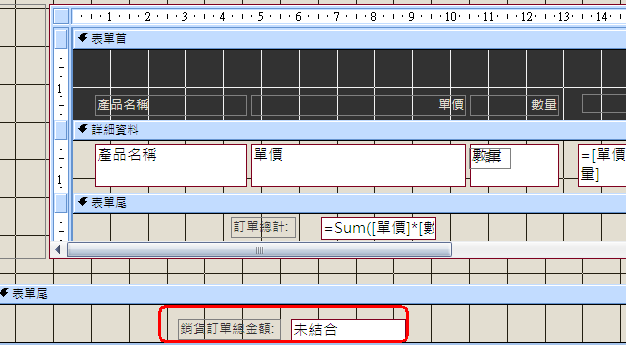 1 2 3 4 5 6 7 8 9 10 11 12 13 14
表單首
1
產品名稱 單價 數量
詳細資料
產品名稱 單價 數量 =[單價
量]
1
表單尾
訂單總計: =Sum([單價]*[數
表單尾
銷貨訂單總金額: 未結合